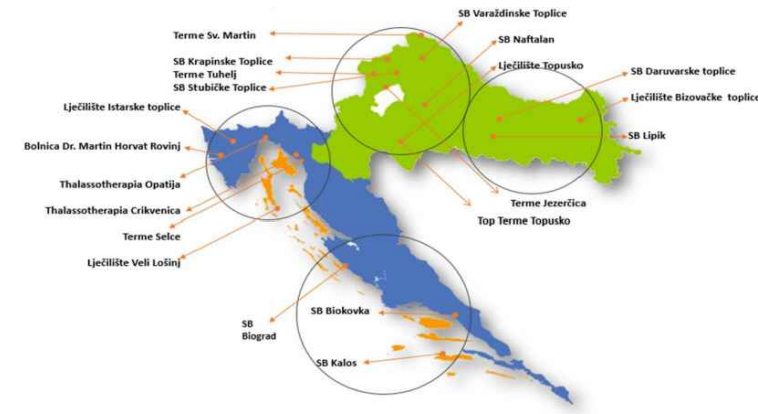 SB Varaždinske Toplice
Terme Sv. Martin
SB Naftalan
SB Krapinske Toplice
Lječilište Topusko
Terme Tuhelj
SB Daruvarske toplice
SB Stubičke Toplice
Lječilište Bizovačke toplice
Lječilište Istarske toplice
SB Lipik
Bolnica Dr. Martin Horvat Rovinj
Thalassotherapia Opatija
Terme Jezerčica
Thalassotherapia Crikvenica
Top Terme Topusko
Terme Selce
Lječilište Veli Lošinj
SB Biokovka
SB
Biograd
SB Kalos